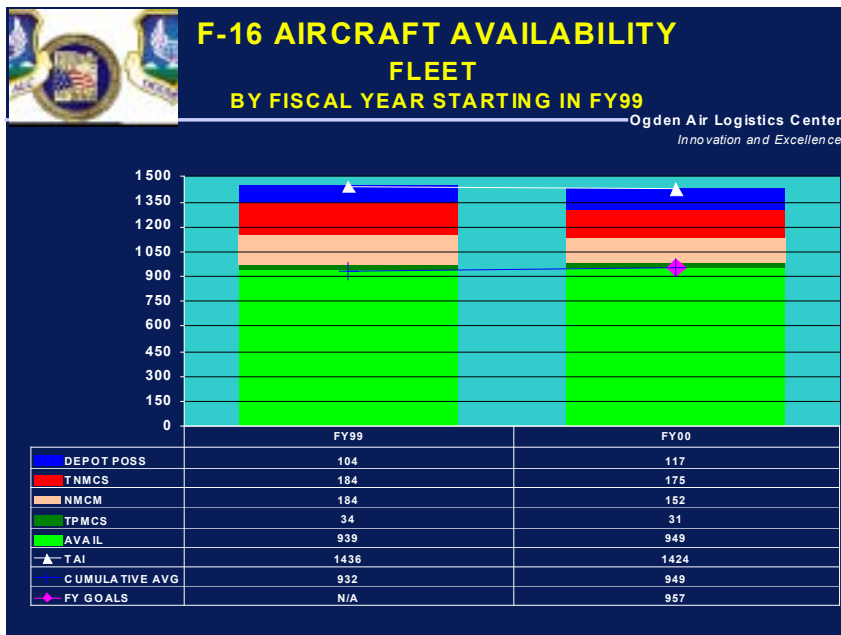 F-16 AIRCRAFT AVAILABILITY
FLEET
BY FISCAL YEAR STARTING IN FY99
Ogden Air Logistics Center
Innovation and Excellence
1500
1350
1200
1050
900
750
600
450
300
150
0
FY99 FY00
DEPOT POSS 104 117
TNMCS 184 175
NMCM 184 152
TPMCS 34 31
AVAIL 939 949
TAI 1436 1424
CUMULATIVE AVG 932 949
FY GOALS N/A 957